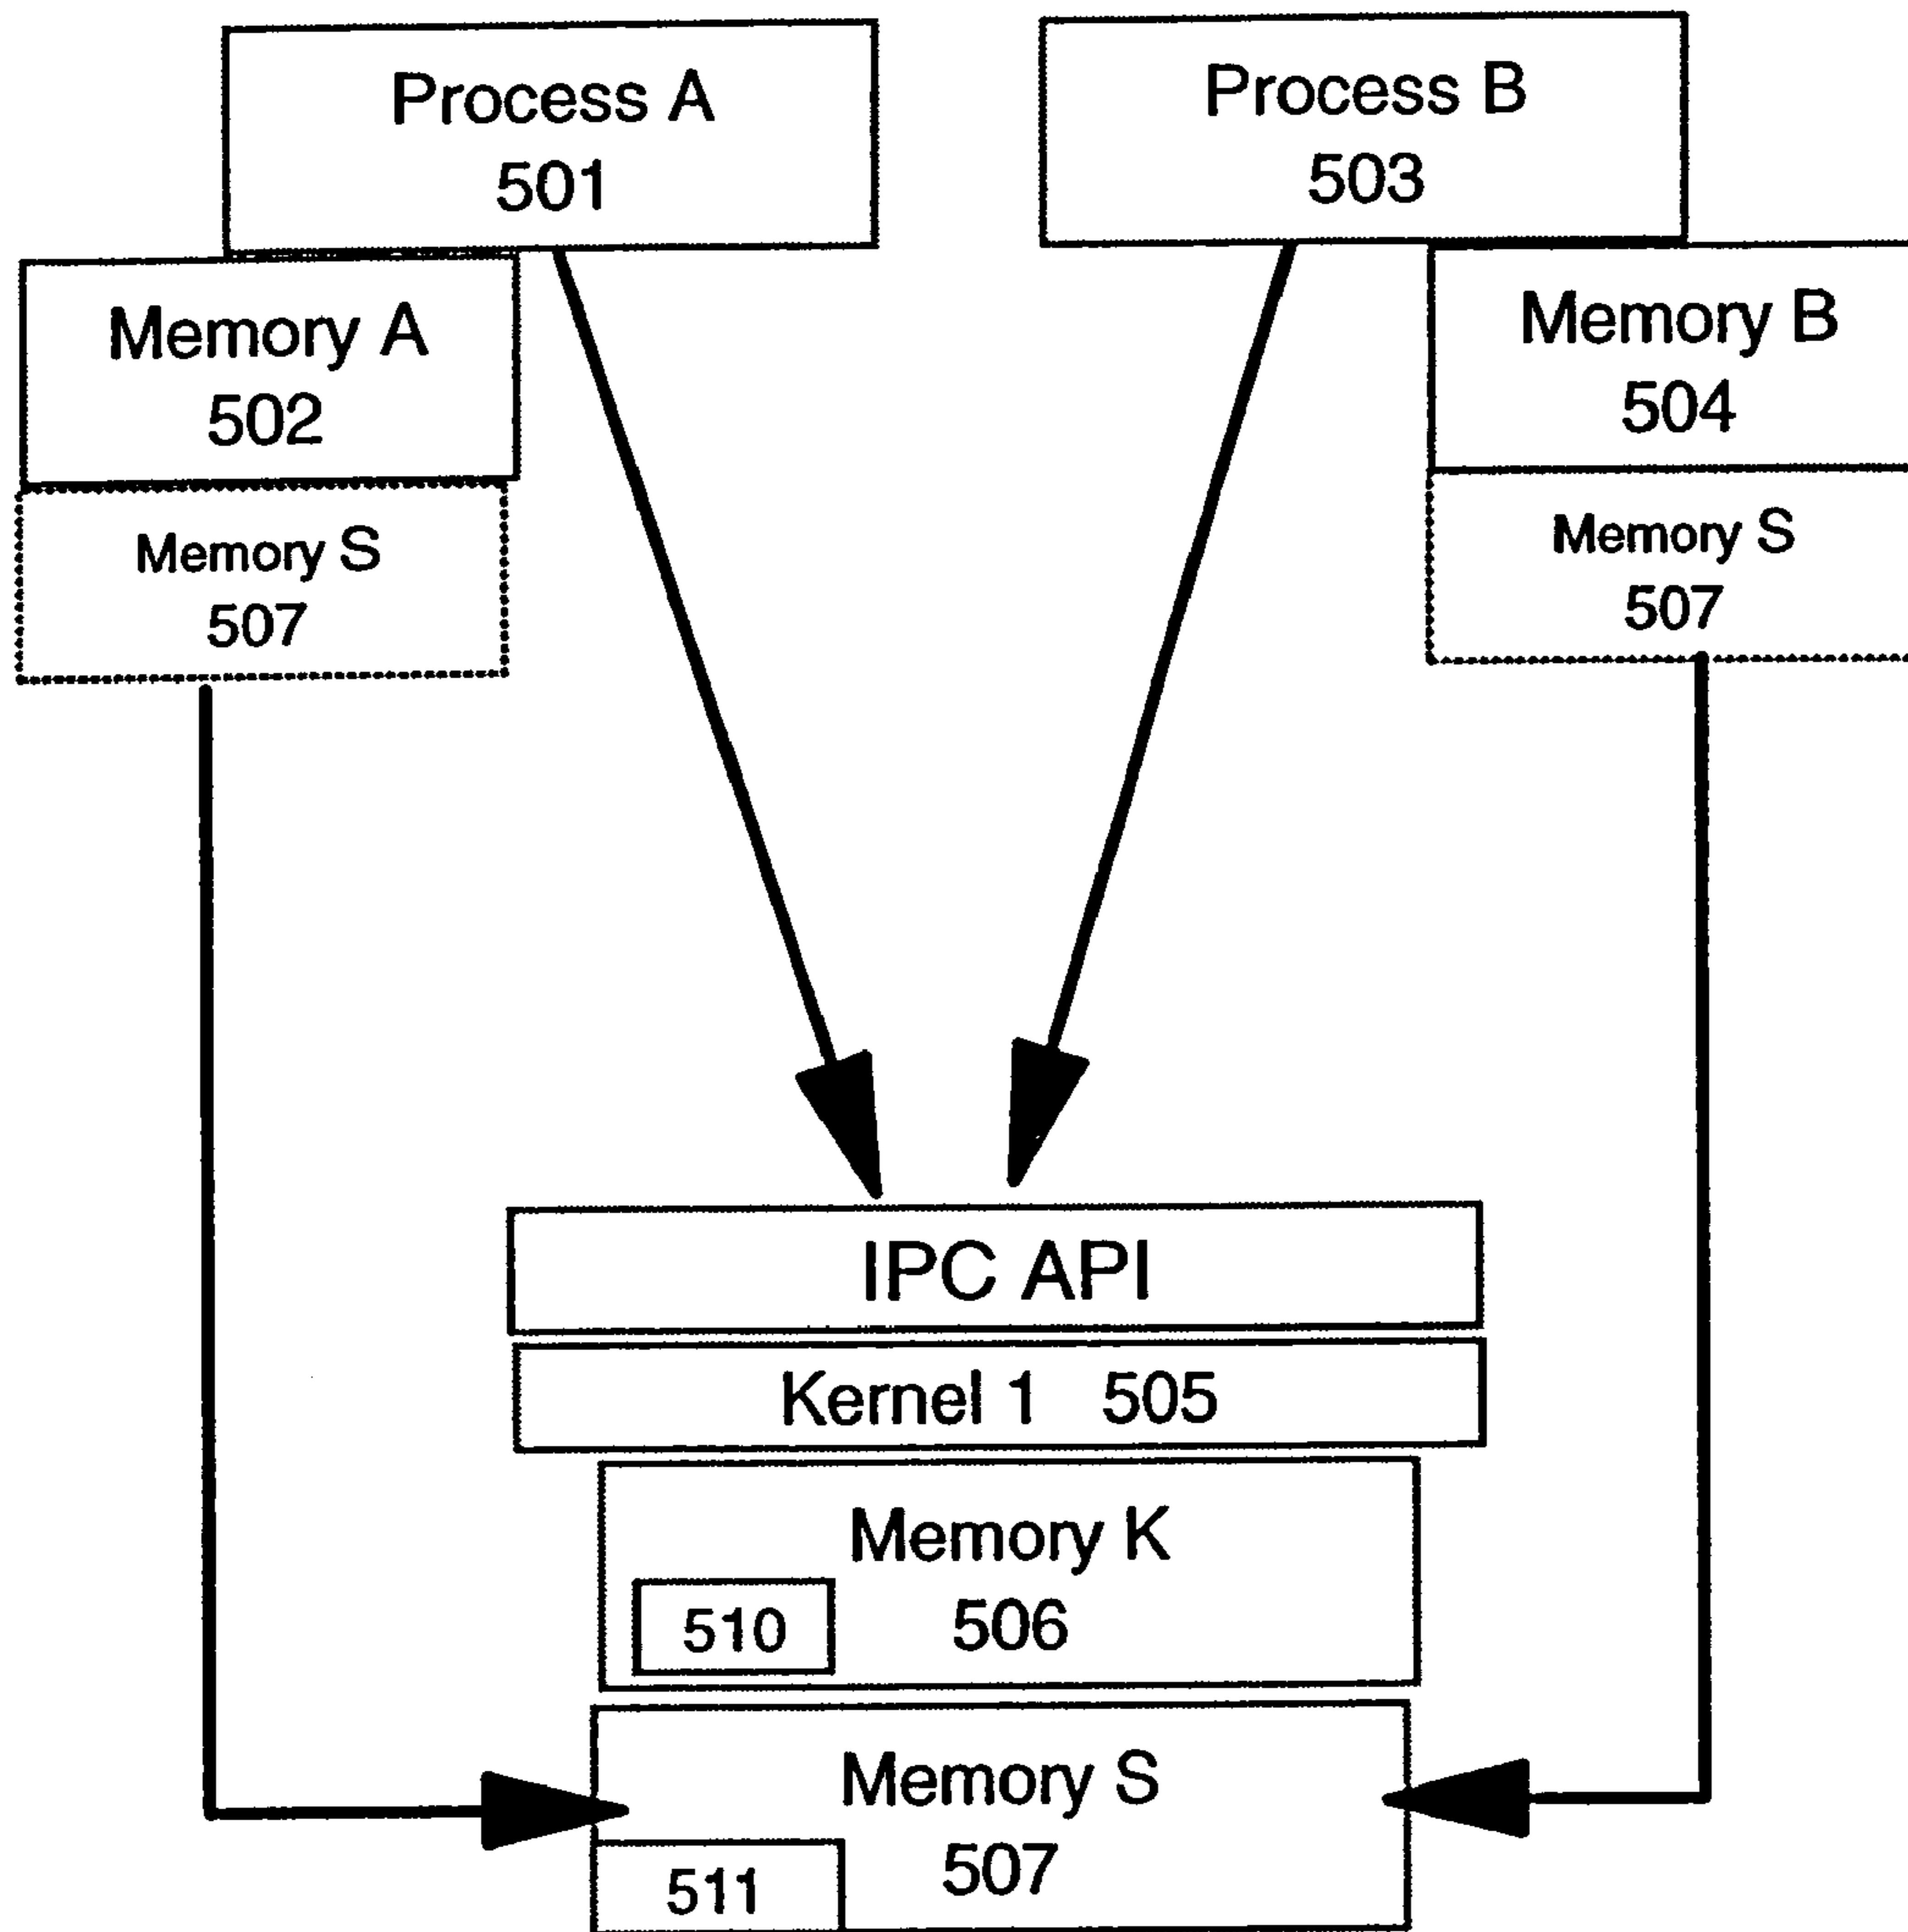 Process A
501
Process B
503
Memory A
502
Memory B
504
Memory S
507
Memory S
507
IPC API
Kernel 1 505
Memory K
510 506
Memory S
507
511